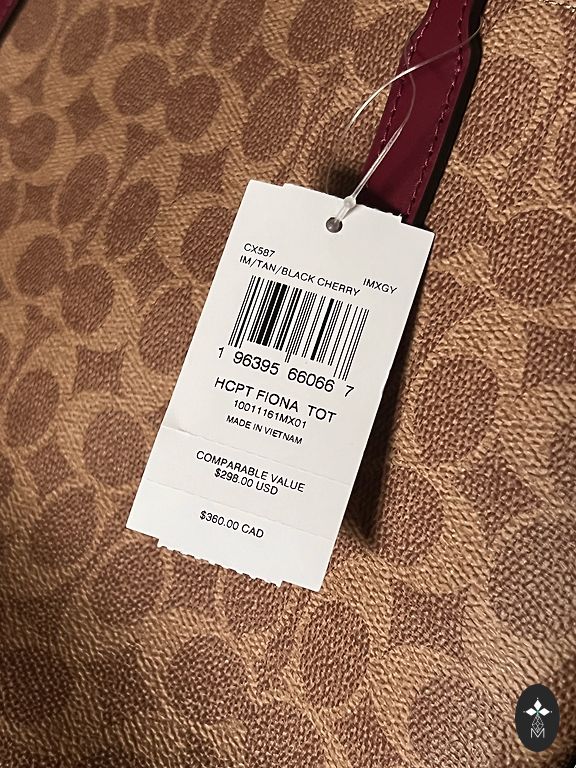 CX587
IM/TAN/BLACK CHERRY IMXGY
1 96395 66066 7
HCPT FIONA TOT
10011161MX01
MADE IN VIETNAM
COMPARABLE VALUE
$298.00 USD
$360.00 CAD
M